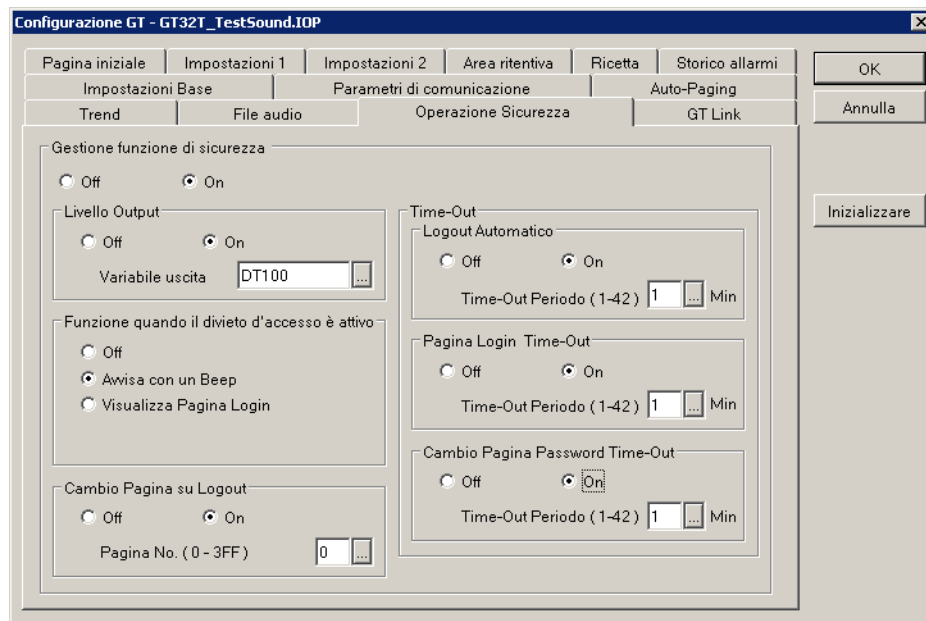 Configurazione GT - GT32T_TestSound.IOP
Pagina iniziale Impostazioni 1 Impostazioni 2 Area ritentiva Ricetta Storico allarmi
Impostazioni Base Parametri di comunicazione Auto-Paging
Trend File audio Operazione Sicurezza GT Link
OK
Annulla
Inizializzare
Gestione funzione di sicurezza
Off On
Livello Output
Off On
Variabile uscita DT100 ...
Funzione quando il divieto d'accesso è attivo
Off
Avvisa con un Beep
Visualizza Pagina Login
Cambio Pagina su Logout
Off On
Pagina No. ( 0 - 3FF ) 0 ...
Time-Out
Logout Automatico
Off On
Time-Out Periodo ( 1-42 ) 1 ... Min
Pagina Login Time-Out
Off On
Time-Out Periodo ( 1-42 ) 1 ... Min
Cambio Pagina Password Time-Out
Off On
Time-Out Periodo ( 1-42 ) 1 ... Min